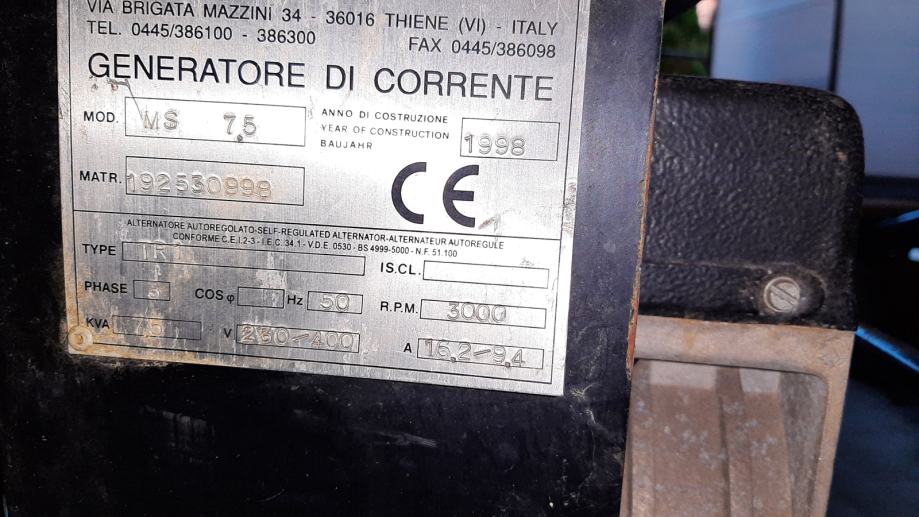 VIA BRIGATA MAZZINI 34 - 36016 THIENE (VI) - ITALY
TEL. 0445/386100 - 386300 FAX 0445/386098
GENERATORE DI CORRENTE
MOD. MS 7,5
ANNO DI COSTRUZIONE
YEAR OF CONSTRUCTION
BAUJAHR
1998
MATR. 192530898
CE
ALTERNATORE AUTOREGOLATO-SELF-REGULATED ALTERNATOR-ALTERNATEUR AUTOREGULE
CONFORME C.E.I.2-3 - I.E.C. 34.1 - V.D.E. 0530 - BS 4999-5000 - N.F. 51.100
TYPE IS.CL.
PHASE 3 COS φ Hz 50 R.P.M. 3000
KVA 7,5 V 230-400 A 16,2-9,4